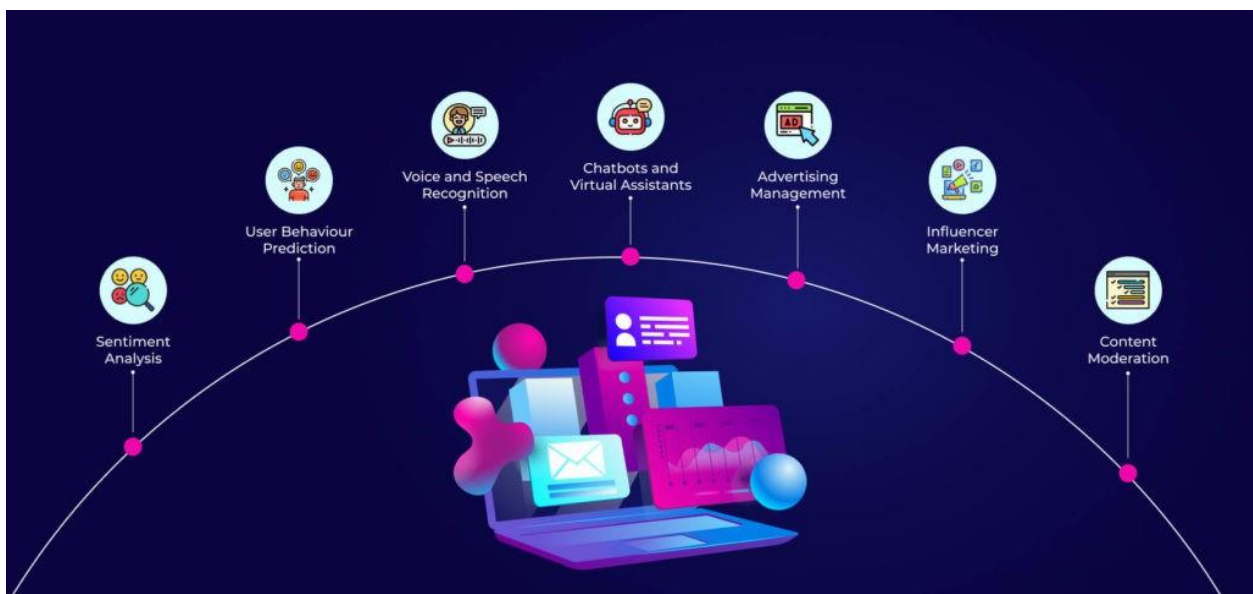 Sentiment
Analysis
User Behaviour
Prediction
Voice and Speech
Recognition
Chatbots and
Virtual Assistants
AD
Advertising
Management
Influencer
Marketing
Content
Moderation